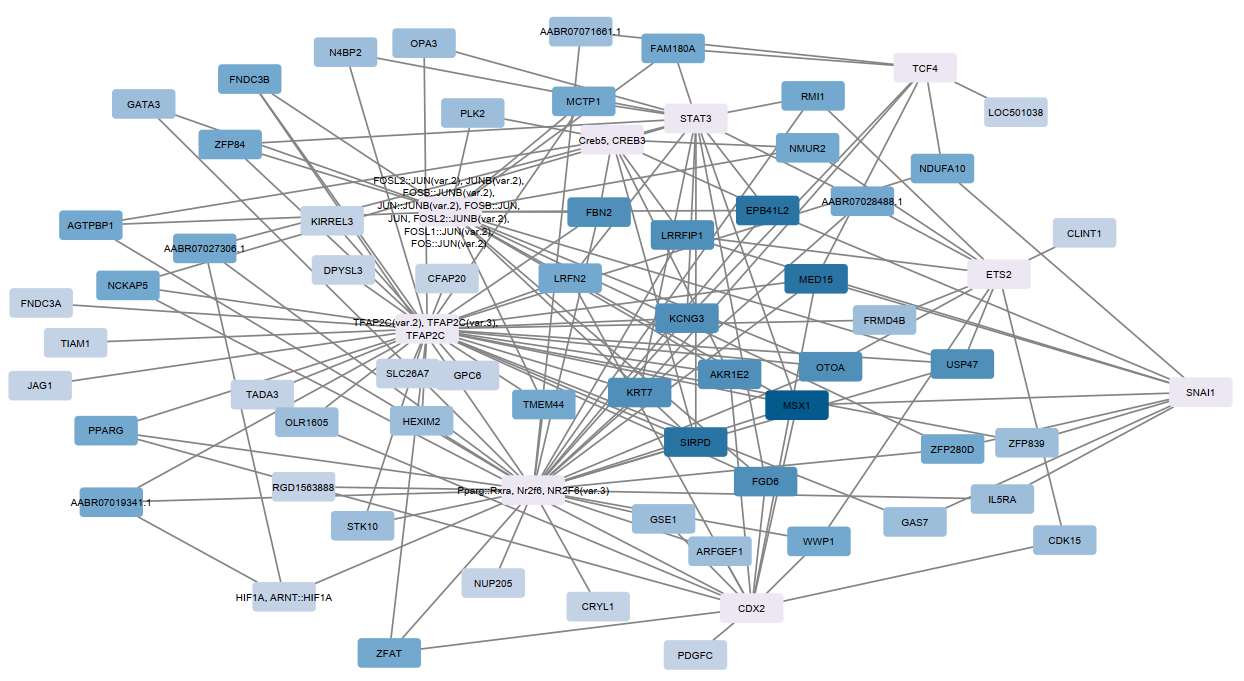 AABR07071661.1
OPA3
FAM180A
N4BP2
TCF4
FNDC3B
RMI1
GATA3
MCTP1
PLK2
LOC501038
STAT3
ZFP84
Creb5, CREB3
NMUR2
NDUFA10
FOSL2::JUN(var.2), JUNB(var.2),
FOSB::JUNB(var.2),
JUN::JUNB(var.2), FOSB::JUN,
JUN, FOSL2::JUNB(var.2),
FOSL1::JUN(var.2),
FOS::JUN(var.2)
AABR07028488.1
EPB41L2
FBN2
KIRREL3
AGTPBP1
CLINT1
LRRFIP1
AABR07027306.1
DPYSL3
CFAP20
LRFN2
MED15
ETS2
NCKAP5
FNDC3A
KCNG3
FRMD4B
TFAP2C(var.2), TFAP2C(var.3),
TFAP2C
TIAM1
USP47
OTOA
SLC26A7
GPC6
AKR1E2
JAG1
TADA3
KRT7
SNAI1
TMEM44
MSX1
OLR1605
HEXIM2
PPARG
SIRPD
ZFP280D
ZFP839
FGD6
RGD1563888
Pparg::Rxra, Nr2f6, NR2F6(var.3)
AABR07019341.1
IL5RA
GSE1
GAS7
STK10
WWP1
CDK15
ARFGEF1
NUP205
HIF1A, ARNT::HIF1A
CRYL1
CDX2
ZFAT
PDGFC